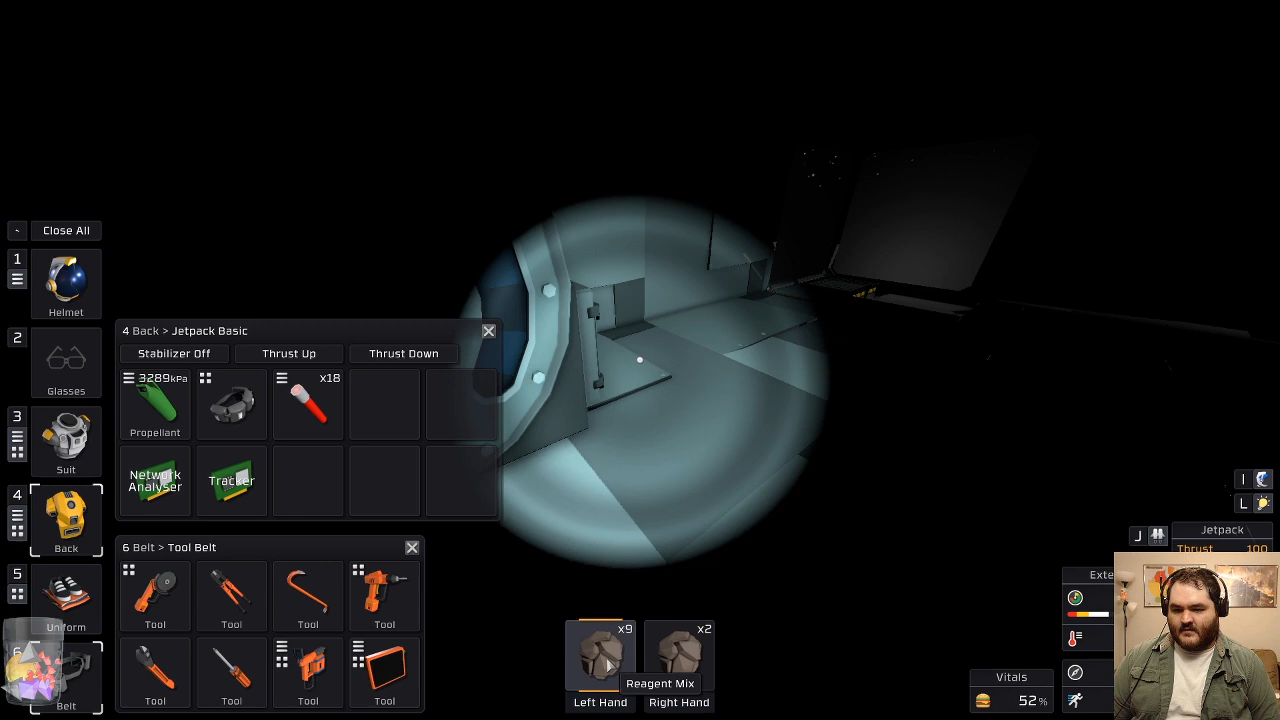 ~ Close All
1
Helmet
2
Glasses
3
Suit
4
Back
5
Uniform
6
Belt
4 Back > Jetpack Basic
Stabilizer Off Thrust Up Thrust Down
3289kPa x18
Propellant
Network Analyser Tracker
6 Belt > Tool Belt
Tool Tool Tool Tool
Tool Tool Tool Tool
x9 x2
Reagent Mix
Left Hand Right Hand
I
L
J Jetpack
Thrust 100
Exte
Vitals
52%